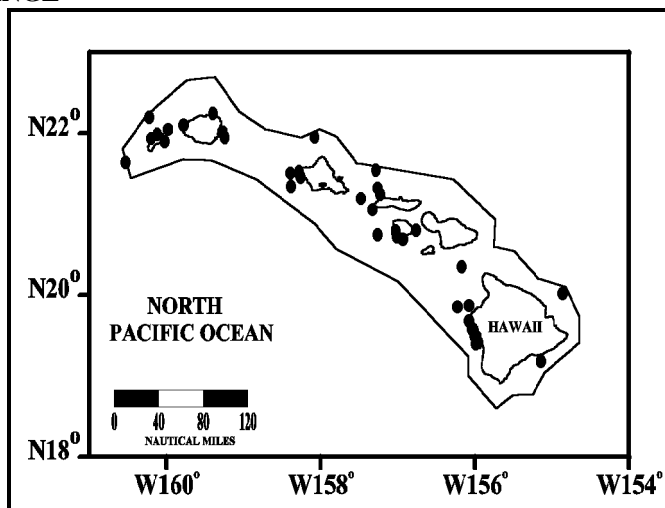 N22°
N20°
NORTH
PACIFIC OCEAN
HAWAII
0 40 80 120
NAUTICAL MILES
N18°
W160° W158° W156° W154°